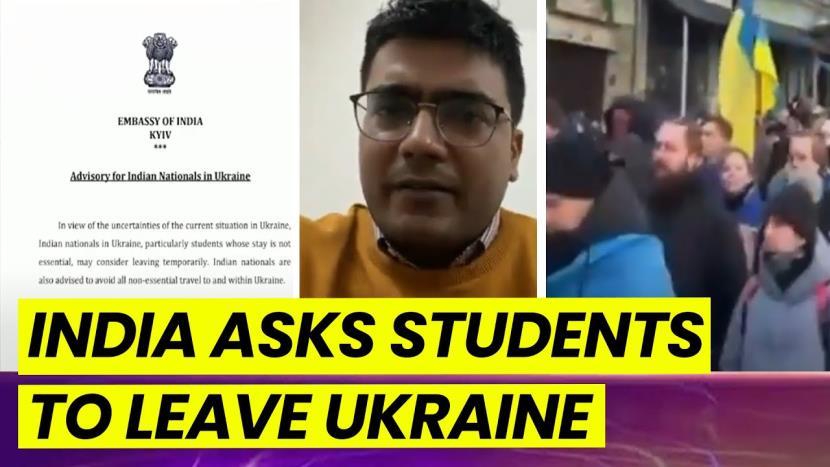 EMBASSY OF INDIA
KYIV
***
Advisory for Indian Nationals in Ukraine
In view of the uncertainties of the current situation in Ukraine,
Indian nationals in Ukraine, particularly students whose stay is not
essential, may consider leaving temporarily. Indian nationals are
also advised to avoid all non-essential travel to and within Ukraine.
INDIA ASKS STUDENTS
TO LEAVE UKRAINE